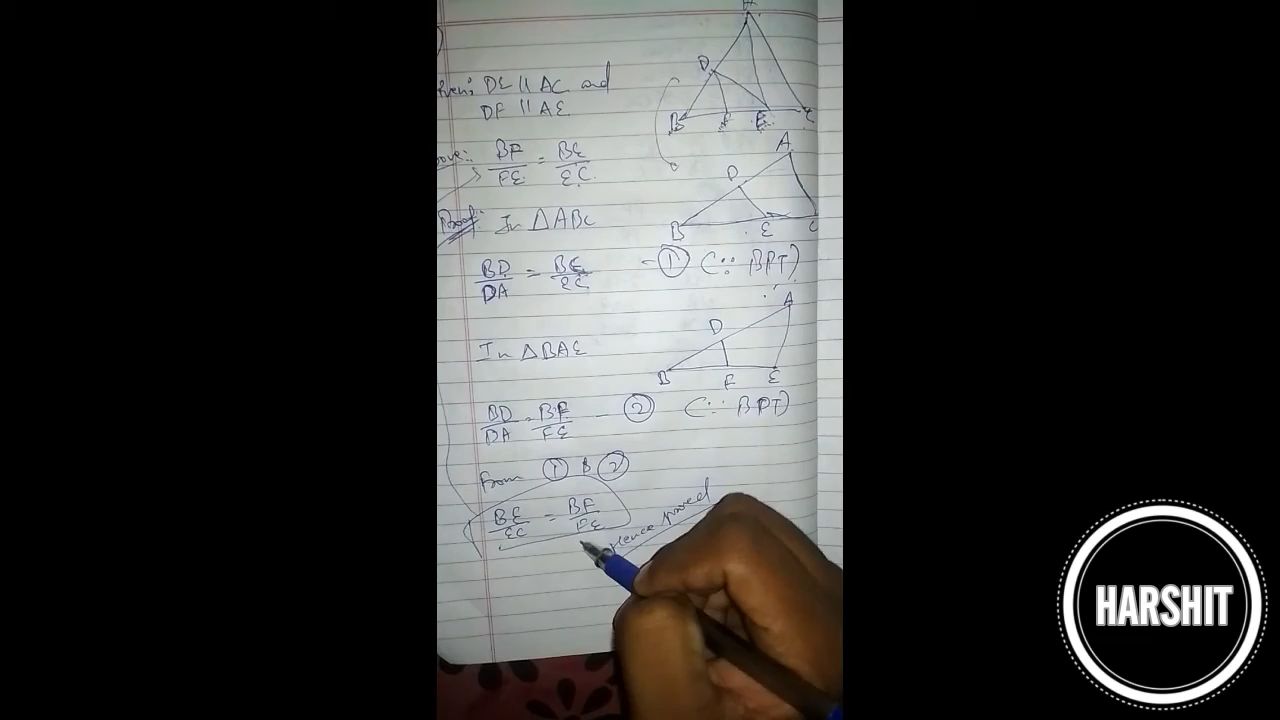 A
given: DE || AC and
D
DF || AE
B F E C
Prove: BF/FE = BE/EC
A
D
Proof: In △ABC
B E C
BD/DA = BE/EC - ① (∵ BPT)
A
D
In △BAE
B F E
BD/DA = BF/FE - ② (∵ BPT)
from ① & ②
BE/EC = BF/FE
Hence proved
HARSHIT